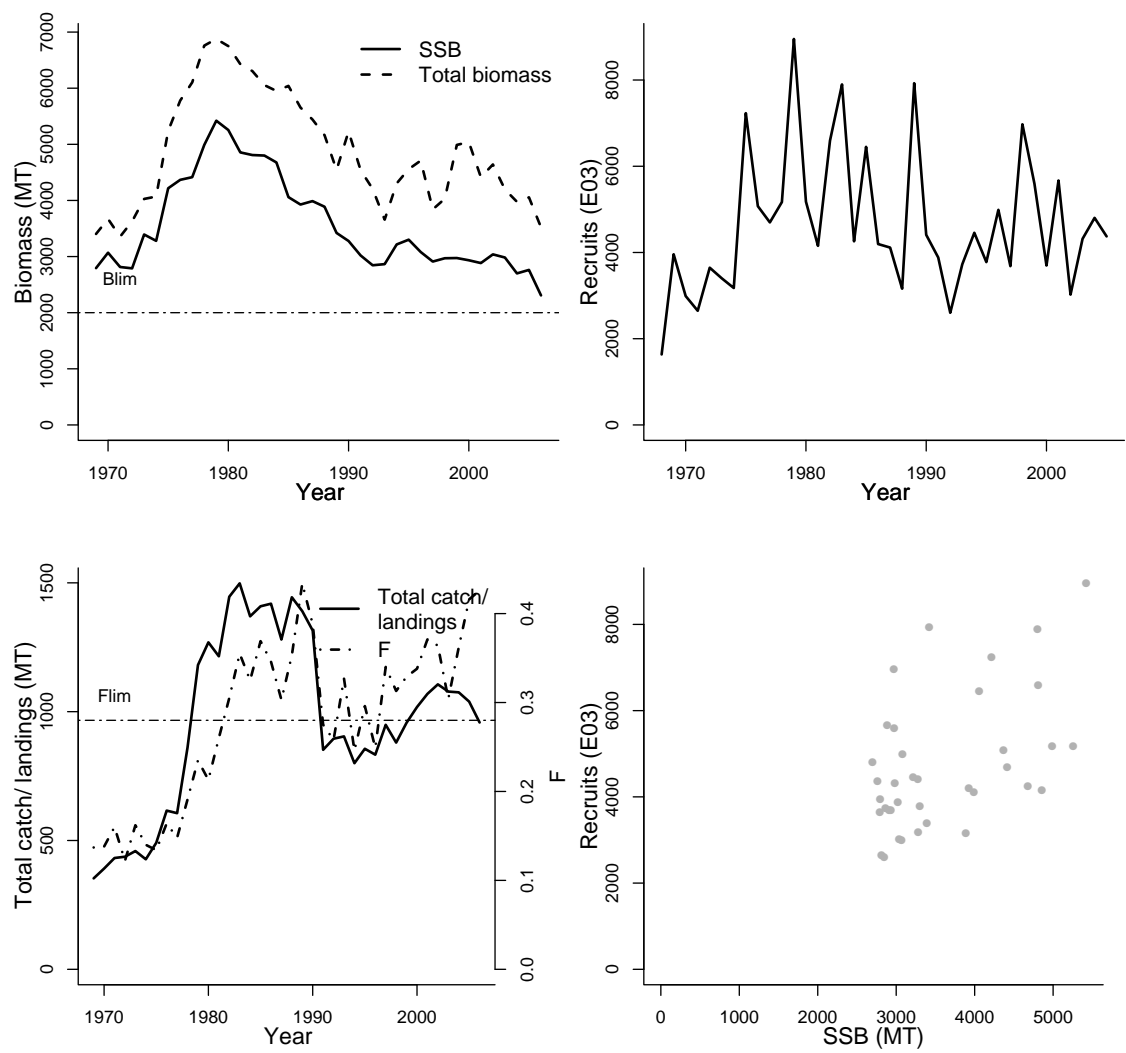 SSB
Total biomass
Blim
Biomass (MT)
0
1000
2000
3000
4000
5000
6000
7000
1970
1980
1990
2000
Year
Recruits (E03)
0
2000
4000
6000
8000
1970
1980
1990
2000
Year
Total catch/
landings
F
Flim
Total catch/ landings (MT)
0
500
1000
1500
F
0.0
0.1
0.2
0.3
0.4
1970
1980
1990
2000
Year
Recruits (E03)
0
2000
4000
6000
8000
0
1000
2000
3000
4000
5000
SSB (MT)